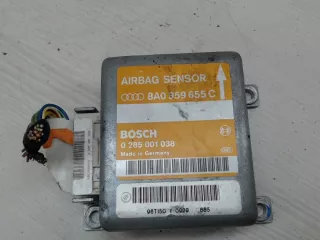 AIRBAG SENSOR
8A0 959 655 C
BOSCH
0 285 001 038
Made in Germany